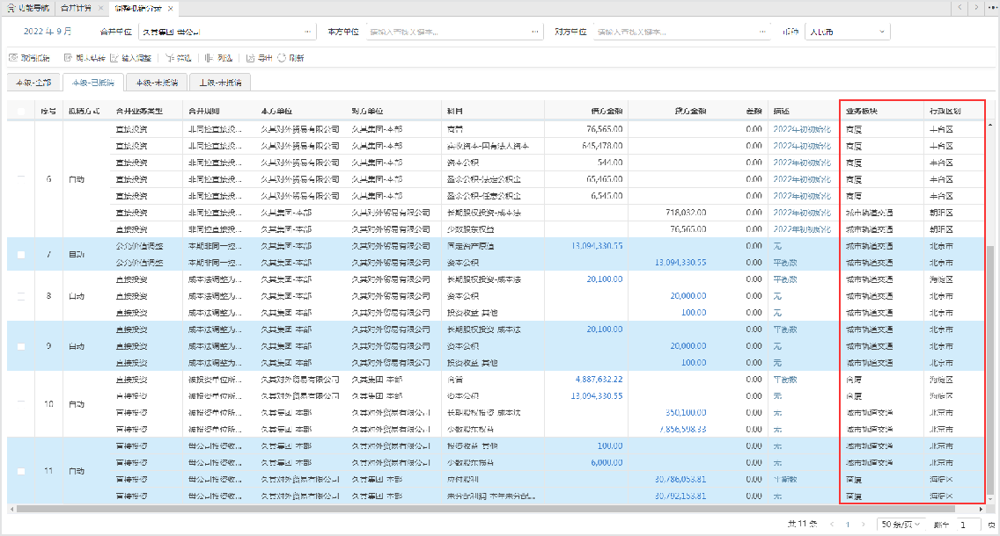 功能导航 合并计算 × 调整抵销分录 ×
2022 年 9 月 合并单位 久其集团-母公司 ··· 本方单位 请输入查找关键字... ··· 对方单位 请输入查找关键字... ··· 币种 人民币
取消抵销 期末结转 输入调整 筛选 列选 导出 刷新
本级-全部 本级-已抵销 本级-未抵销 上级-未抵销
序号 抵销方式 合并业务类型 合并规则 本方单位 对方单位 科目 借方金额 贷方金额 差额 描述 业务板块 行政区划
直接投资 非同控直接投... 久其对外贸易有限公司 久其集团-本部 商誉 76,565.00 0.00 2022年初初始化 商厦 丰台区
直接投资 非同控直接投... 久其对外贸易有限公司 久其集团-本部 实收资本-国有法人资本 645,478.00 0.00 2022年初初始化 商厦 丰台区
直接投资 非同控直接投... 久其对外贸易有限公司 久其集团-本部 资本公积 544.00 0.00 2022年初初始化 商厦 丰台区
6 自动 直接投资 非同控直接投... 久其对外贸易有限公司 久其集团-本部 盈余公积-法定公积金 65,465.00 0.00 2022年初初始化 商厦 丰台区
直接投资 非同控直接投... 久其对外贸易有限公司 久其集团-本部 盈余公积-任意公积金 6,545.00 0.00 2022年初初始化 商厦 丰台区
直接投资 非同控直接投... 久其集团-本部 久其对外贸易有限公司 长期股权投资-成本法 718,032.00 0.00 2022年初初始化 城市轨道交通 朝阳区
直接投资 非同控直接投... 久其集团-本部 久其对外贸易有限公司 少数股东权益 76,565.00 0.00 2022年初初始化 城市轨道交通 朝阳区
7 自动 公允价值调整 本期非同一控... 久其集团-本部 久其对外贸易有限公司 固定资产原值 13,094,330.55 0.00 无 城市轨道交通 北京市
公允价值调整 本期非同一控... 久其集团-本部 久其对外贸易有限公司 资本公积 13,094,330.55 0.00 平衡数 城市轨道交通 北京市
直接投资 成本法调整为... 久其集团-本部 久其对外贸易有限公司 长期股权投资-成本法 20,100.00 0.00 平衡数 城市轨道交通 海淀区
8 自动 直接投资 成本法调整为... 久其集团-本部 久其对外贸易有限公司 资本公积 20,000.00 0.00 无 城市轨道交通 北京市
直接投资 成本法调整为... 久其集团-本部 久其对外贸易有限公司 投资收益-其他 100.00 0.00 无 城市轨道交通 北京市
直接投资 成本法调整为... 久其集团-本部 久其对外贸易有限公司 长期股权投资-成本法 20,100.00 0.00 平衡数 城市轨道交通 北京市
9 自动 直接投资 成本法调整为... 久其集团-本部 久其对外贸易有限公司 资本公积 20,000.00 0.00 无 城市轨道交通 北京市
直接投资 成本法调整为... 久其集团-本部 久其对外贸易有限公司 投资收益-其他 100.00 0.00 无 城市轨道交通 北京市
直接投资 被投资单位所... 久其对外贸易有限公司 久其集团-本部 商誉 4,887,632.22 0.00 平衡数 商厦 海淀区
直接投资 被投资单位所... 久其对外贸易有限公司 久其集团-本部 资本公积 13,094,330.55 0.00 无 商厦 海淀区
10 自动 直接投资 被投资单位所... 久其集团-本部 久其对外贸易有限公司 长期股权投资-成本法 350,100.00 0.00 无 城市轨道交通 北京市
直接投资 被投资单位所... 久其集团-本部 久其对外贸易有限公司 少数股东权益 7,856,598.33 0.00 无 城市轨道交通 北京市
直接投资 母公司投资收... 久其集团-本部 久其对外贸易有限公司 投资收益-其他 100.00 0.00 无 城市轨道交通 北京市
直接投资 母公司投资收... 久其集团-本部 久其对外贸易有限公司 少数股东损益 6,000.00 0.00 无 城市轨道交通 北京市
11 自动 直接投资 母公司投资收... 久其对外贸易有限公司 久其集团-本部 应付股利 30,786,053.81 0.00 平衡数 商厦 海淀区
直接投资 母公司投资收... 久其对外贸易有限公司 久其集团-本部 未分配利润-本年未分配... 30,792,153.81 0.00 无 商厦 海淀区
共 11 条 < 1 > 50 条/页 跳至 1 页